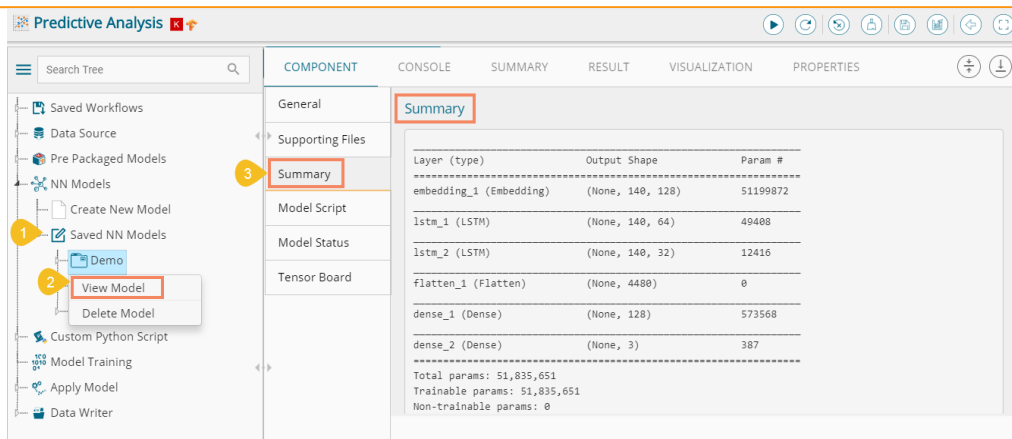 Predictive Analysis K
Search Tree
Saved Workflows
Data Source
Pre Packaged Models
NN Models
Create New Model
1 Saved NN Models
Demo
2 View Model
Delete Model
Custom Python Script
Model Training
Apply Model
Data Writer
COMPONENT CONSOLE SUMMARY RESULT VISUALIZATION PROPERTIES
General
Supporting Files
3 Summary
Model Script
Model Status
Tensor Board
Summary
Layer (type) Output Shape Param #
embedding_1 (Embedding) (None, 140, 128) 51199872
lstm_1 (LSTM) (None, 140, 64) 49408
lstm_2 (LSTM) (None, 140, 32) 12416
flatten_1 (Flatten) (None, 4480) 0
dense_1 (Dense) (None, 128) 573568
dense_2 (Dense) (None, 3) 387
Total params: 51,835,651
Trainable params: 51,835,651
Non-trainable params: 0